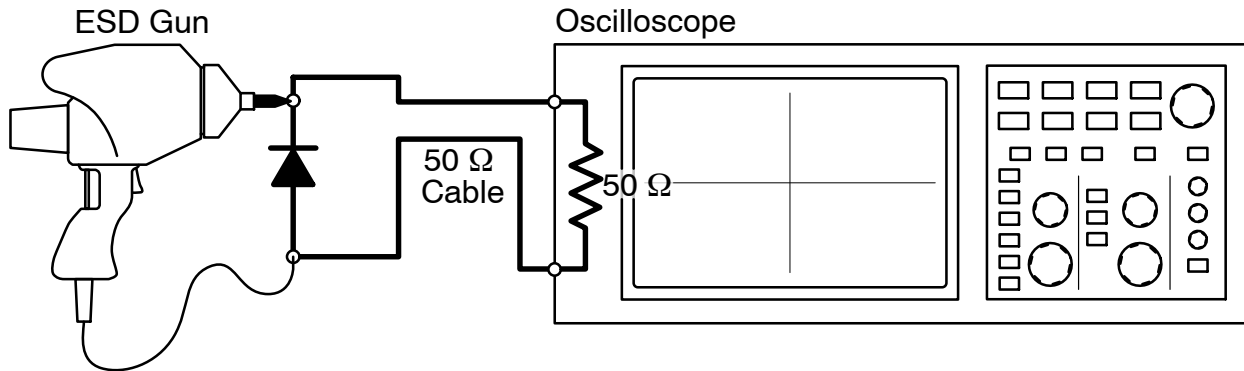 ESD Gun
Oscilloscope
50 Ω
Cable
50 Ω